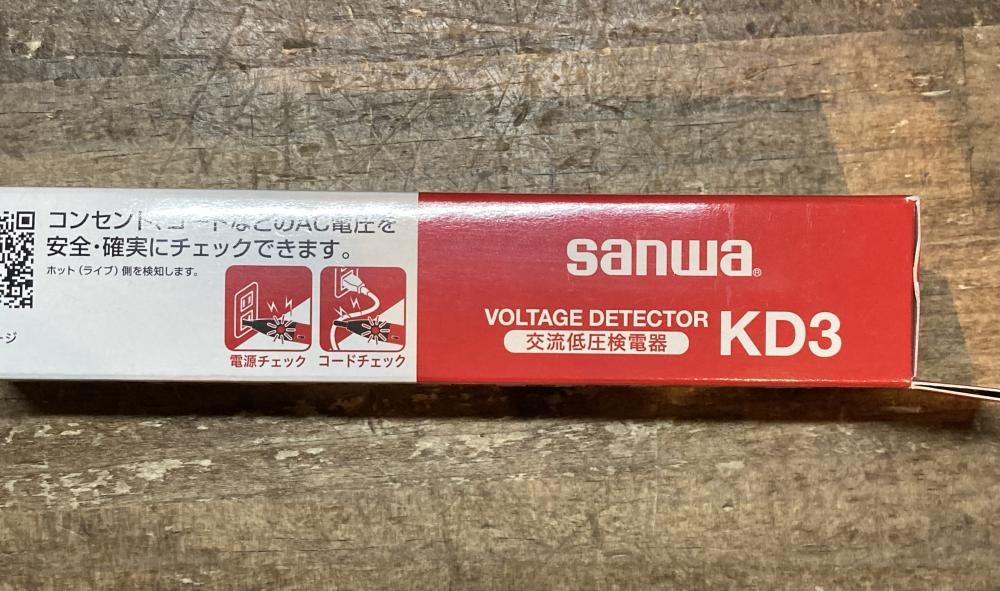 コンセント、コードなどのAC電圧を
安全・確実にチェックできます。
ホット（ライブ）側を検知します。
電源チェック
コードチェック
ージ
sanwa®
VOLTAGE DETECTOR
交流低圧検電器
KD3